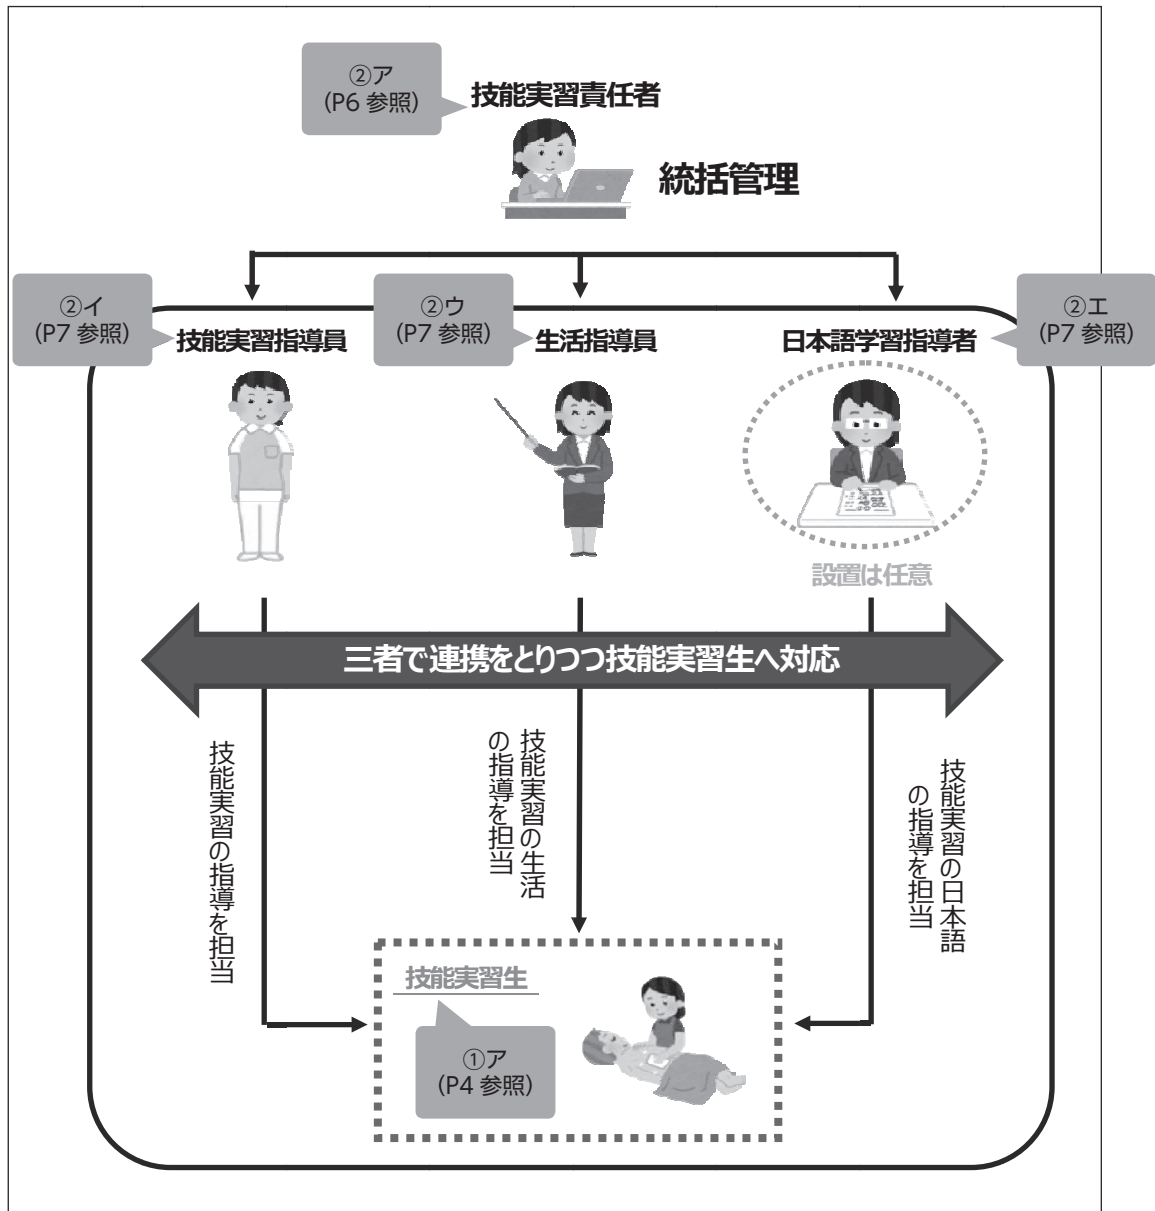 ②ア
(P6 参照)
技能実習責任者
統括管理
②イ
(P7 参照)
技能実習指導員
②ウ
(P7 参照)
生活指導員
日本語学習指導者
②エ
(P7 参照)
設置は任意
三者で連携をとりつつ技能実習生へ対応
技能実習の指導を担当
技能実習の生活
の指導を担当
技能実習の日本語
の指導を担当
技能実習生
①ア
(P4 参照)